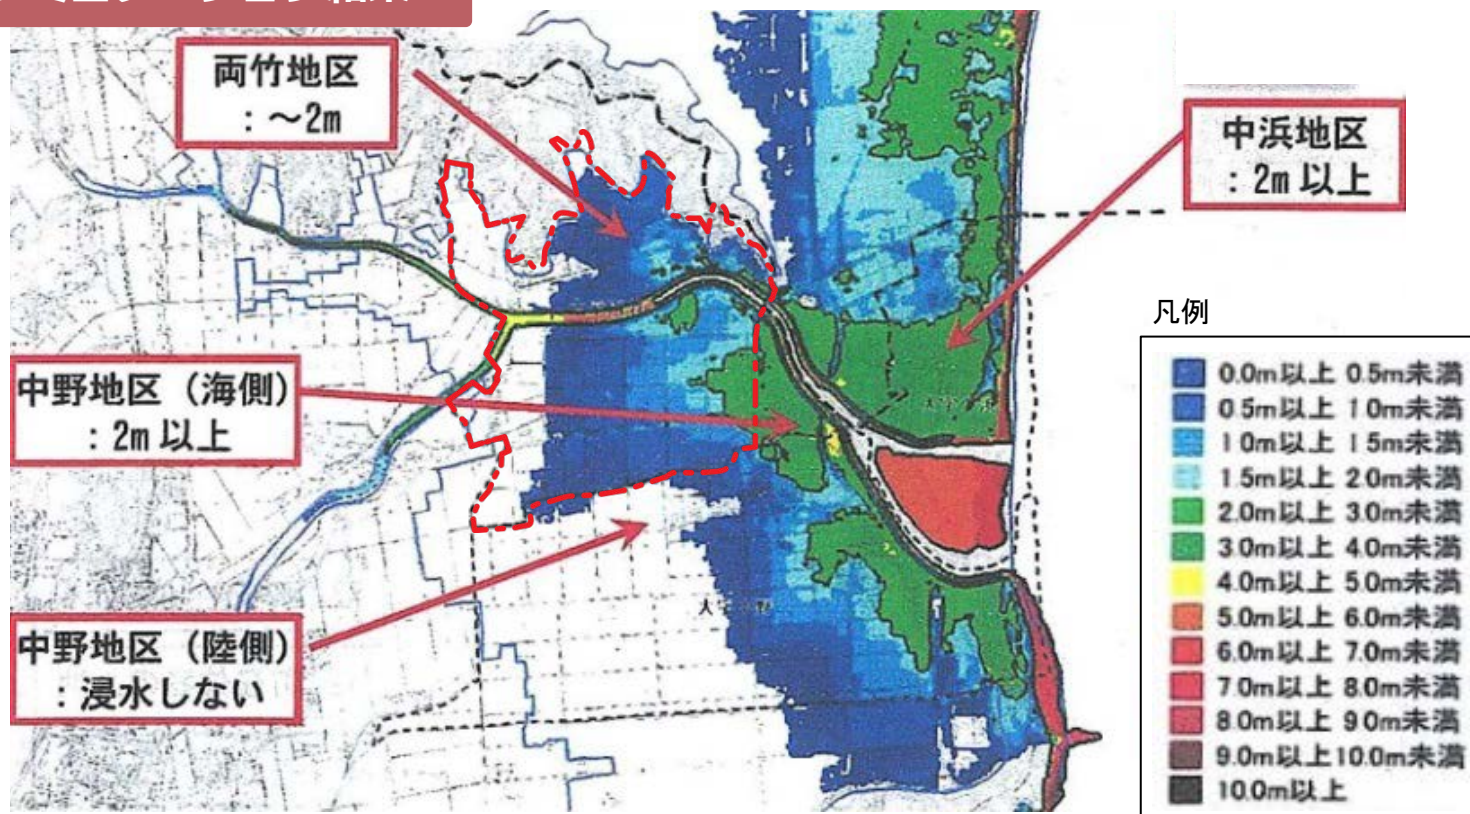 両竹地区
：～2m
中浜地区
：2m 以上
凡例
中野地区（海側）
：2m 以上
中野地区（陸側）
：浸水しない
0.0m以上 0.5m未満
0.5m以上 1.0m未満
1.0m以上 1.5m未満
1.5m以上 2.0m未満
2.0m以上 3.0m未満
3.0m以上 4.0m未満
4.0m以上 5.0m未満
5.0m以上 6.0m未満
6.0m以上 7.0m未満
7.0m以上 8.0m未満
8.0m以上 9.0m未満
9.0m以上10.0m未満
10.0m以上